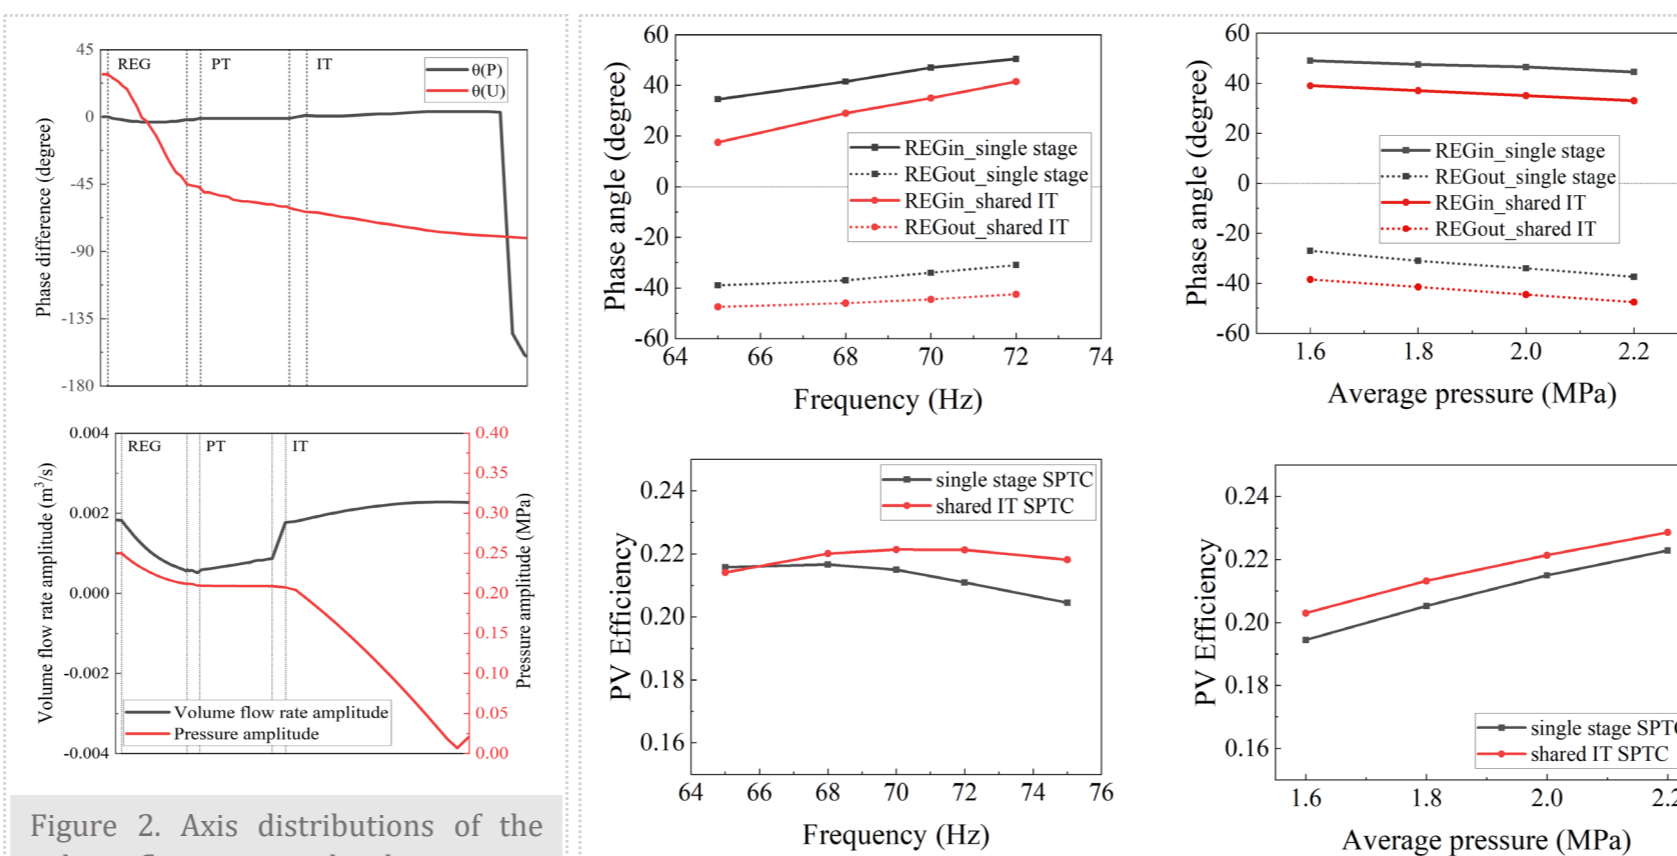 45
0
-45
-90
-135
-180
Phase difference (degree)
REG
PT
IT
θ(P)
θ(U)
0.004
0.002
0.000
-0.002
-0.004
Volume flow rate amplitude (m³/s)
REG
PT
IT
0.40
0.35
0.30
0.25
0.20
0.15
0.10
0.05
0.00
Pressure amplitude (MPa)
Volume flow rate amplitude
Pressure amplitude
Figure 2. Axis distributions of the
60
40
20
0
-20
-40
-60
Phase angle (degree)
REGin_single stage
REGout_single stage
REGin_shared IT
REGout_shared IT
64 66 68 70 72 74
Frequency (Hz)
60
40
20
0
-20
-40
-60
Phase angle (degree)
REGin_single stage
REGout_single stage
REGin_shared IT
REGout_shared IT
1.6 1.8 2.0 2.2
Average pressure (MPa)
0.24
0.22
0.20
0.18
0.16
PV Efficiency
single stage SPTC
shared IT SPTC
64 66 68 70 72 74 76
Frequency (Hz)
0.24
0.22
0.20
0.18
0.16
PV Efficiency
single stage SPTC
shared IT SPTC
1.6 1.8 2.0 2.2
Average pressure (MPa)